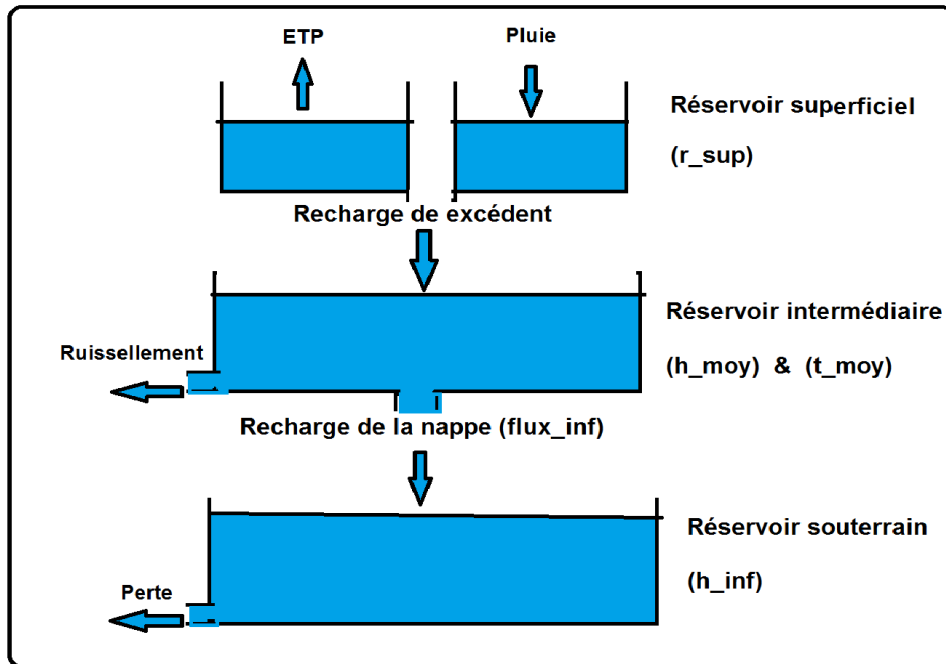 ETP
Pluie
Réservoir superficiel
(r_sup)
Recharge de excédent
Réservoir intermédiaire
(h_moy) & (t_moy)
Ruissellement
Recharge de la nappe (flux_inf)
Réservoir souterrain
(h_inf)
Perte